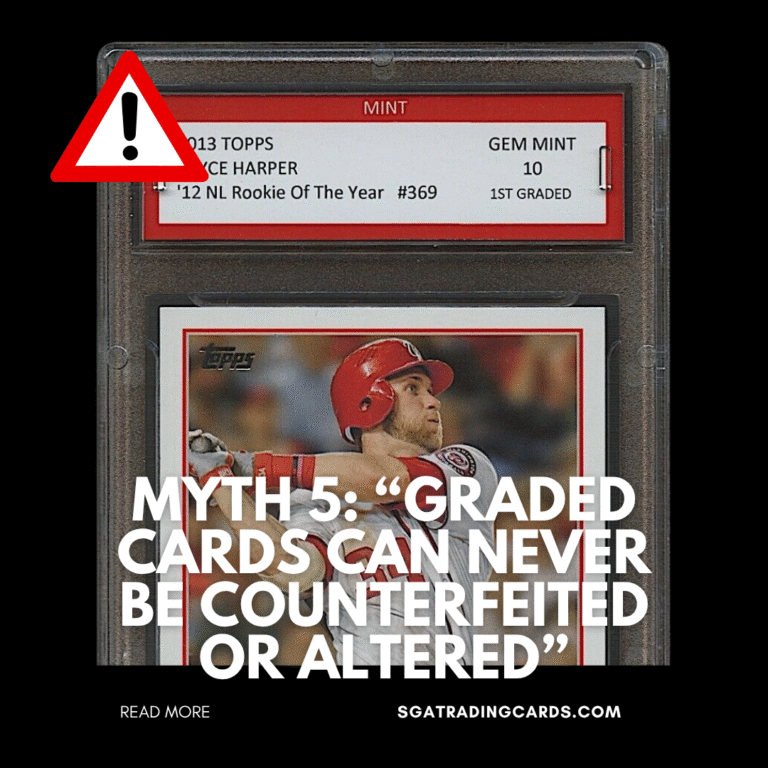 MINT
013 TOPPS
GEM MINT
YCE HARPER
10
'12 NL Rookie Of The Year #369
1ST GRADED
Topps
MYTH 5: “GRADED
CARDS CAN NEVER
BE COUNTERFEITED
OR ALTERED”
READ MORE
SGATRADINGCARDS.COM